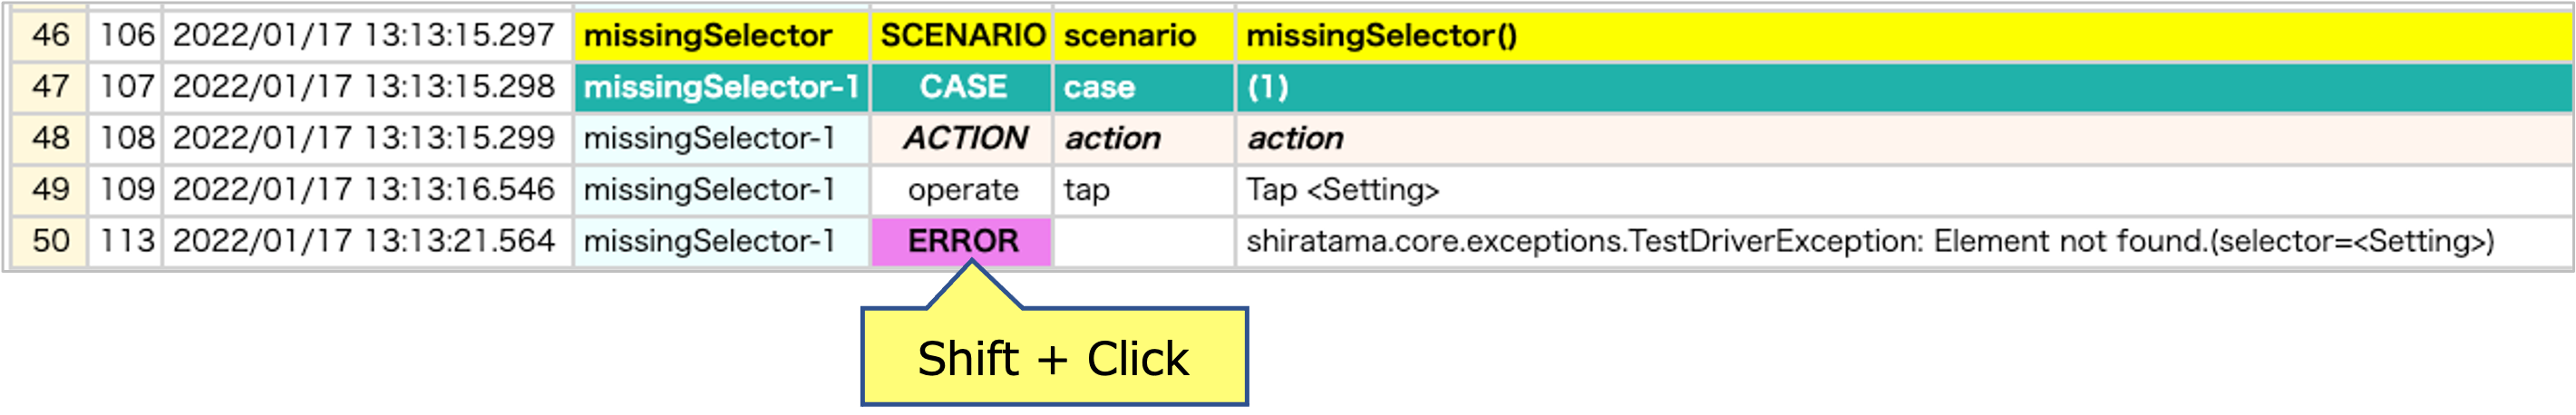 46 106 2022/01/17 13:13:15.297 missingSelector SCENARIO scenario missingSelector()
47 107 2022/01/17 13:13:15.298 missingSelector-1 CASE case (1)
48 108 2022/01/17 13:13:15.299 missingSelector-1 ACTION action action
49 109 2022/01/17 13:13:16.546 missingSelector-1 operate tap Tap <Setting>
50 113 2022/01/17 13:13:21.564 missingSelector-1 ERROR shiratama.core.exceptions.TestDriverException: Element not found.(selector=<Setting>)
Shift + Click